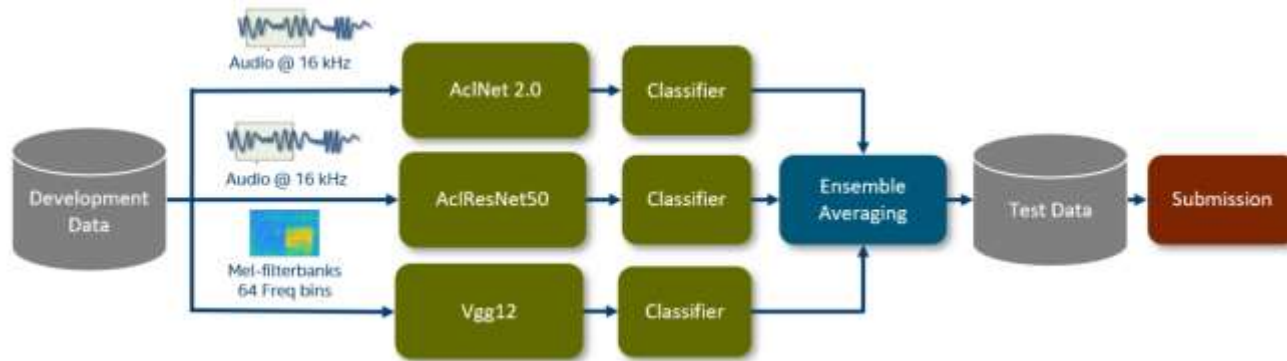 Audio @ 16 kHz
AclNet 2.0
Classifier
Development
Data
Audio @ 16 kHz
AclResNet50
Classifier
Ensemble
Averaging
Test Data
Submission
Mel-filterbanks
64 Freq bins
Vgg12
Classifier